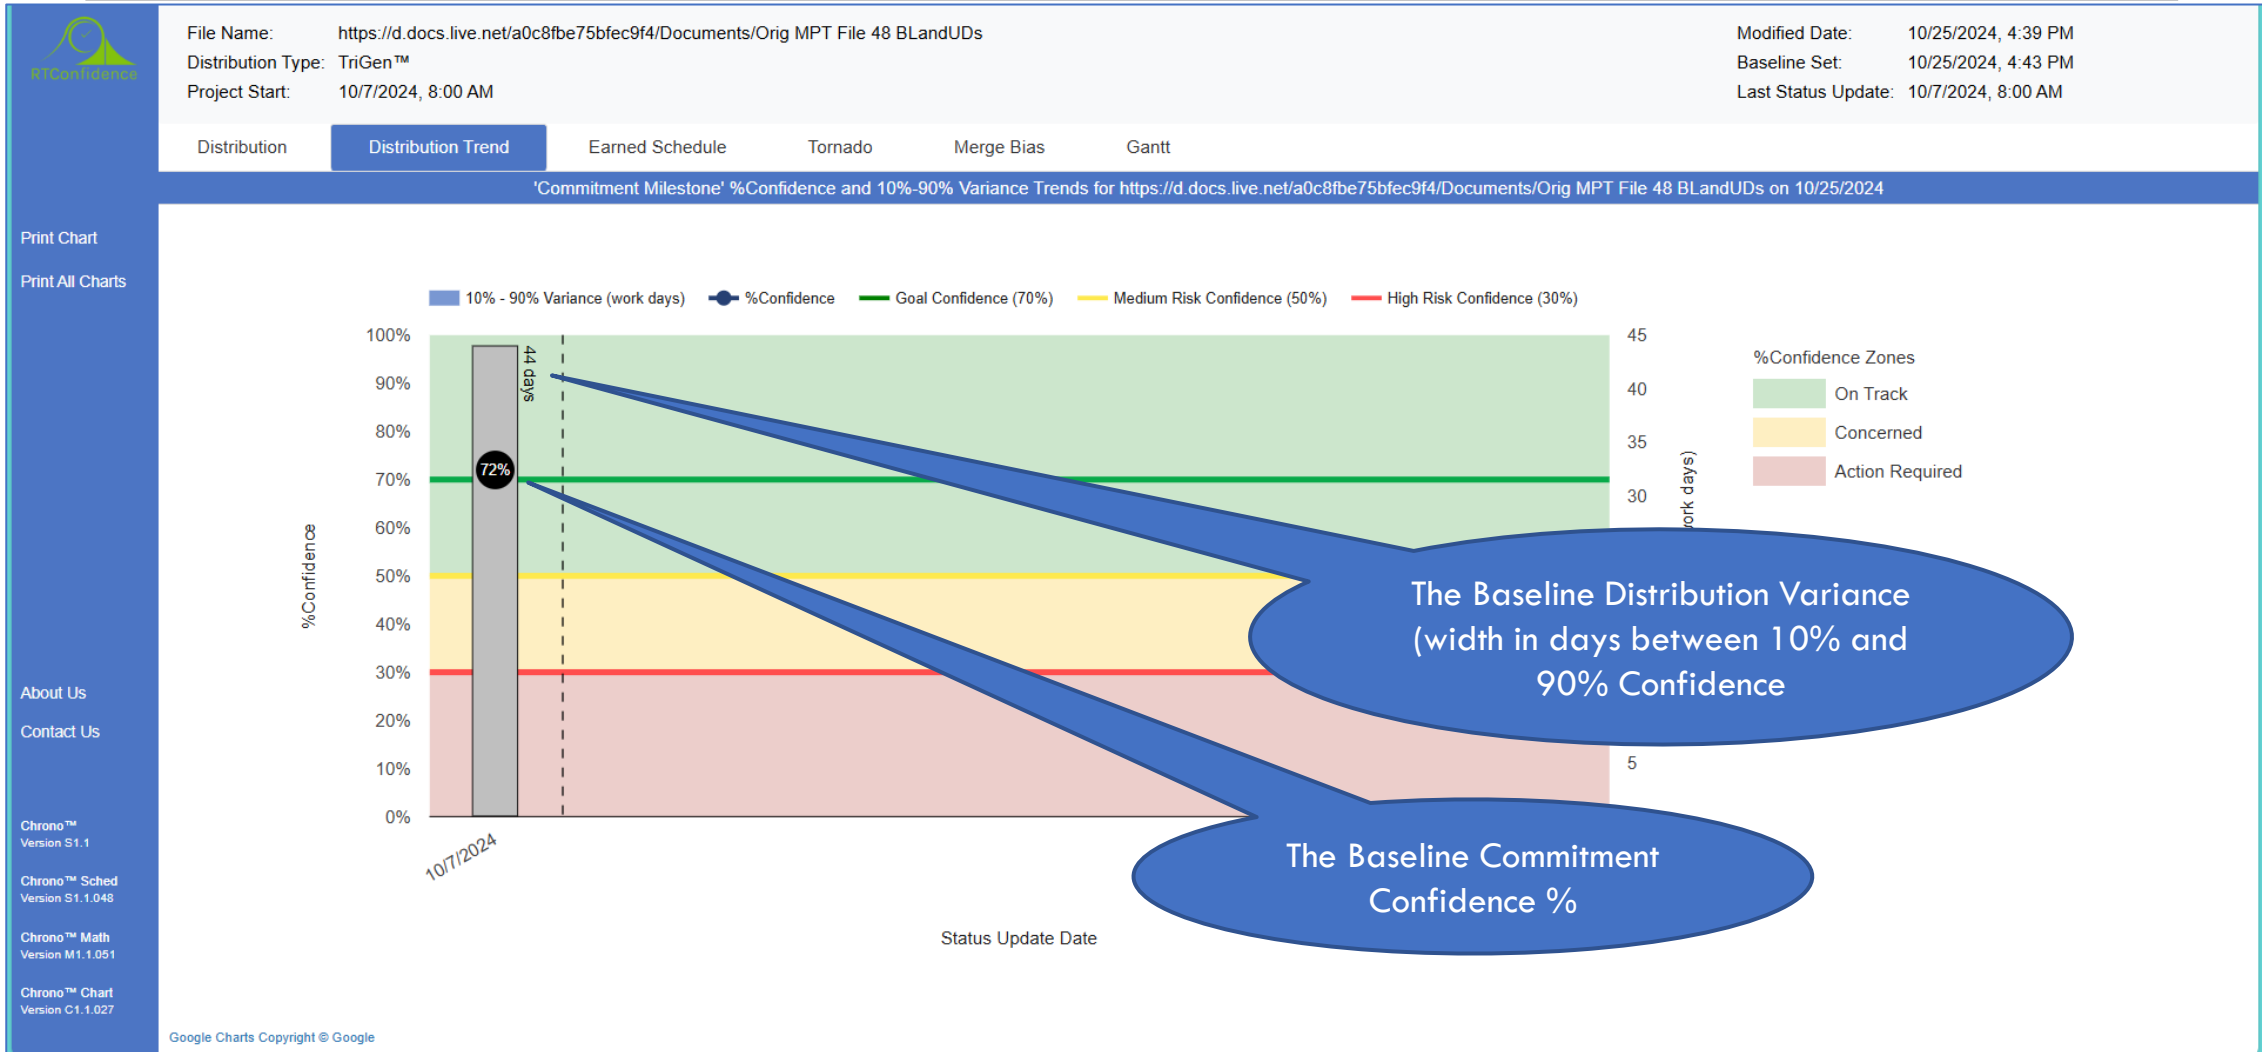 RTConfidence
File Name: https://d.docs.live.net/a0c8fbe75bfec9f4/Documents/Orig MPT File 48 BLandUDs
Distribution Type: TriGen™
Project Start: 10/7/2024, 8:00 AM
Modified Date: 10/25/2024, 4:39 PM
Baseline Set: 10/25/2024, 4:43 PM
Last Status Update: 10/7/2024, 8:00 AM
Distribution Distribution Trend Earned Schedule Tornado Merge Bias Gantt
'Commitment Milestone' %Confidence and 10%-90% Variance Trends for https://d.docs.live.net/a0c8fbe75bfec9f4/Documents/Orig MPT File 48 BLandUDs on 10/25/2024
Print Chart
Print All Charts
About Us
Contact Us
Chrono™
Version S1.1
Chrono™ Sched
Version S1.1.048
Chrono™ Math
Version M1.1.051
Chrono™ Chart
Version C1.1.027
10% - 90% Variance (work days) %Confidence Goal Confidence (70%) Medium Risk Confidence (50%) High Risk Confidence (30%)
%Confidence
100%
90%
80%
70%
60%
50%
40%
30%
20%
10%
0%
44 days
72%
10/7/2024
Status Update Date
45
40
35
30
5
days)
%Confidence Zones
On Track
Concerned
Action Required
The Baseline Distribution Variance
(width in days between 10% and
90% Confidence
The Baseline Commitment
Confidence %
Google Charts Copyright © Google